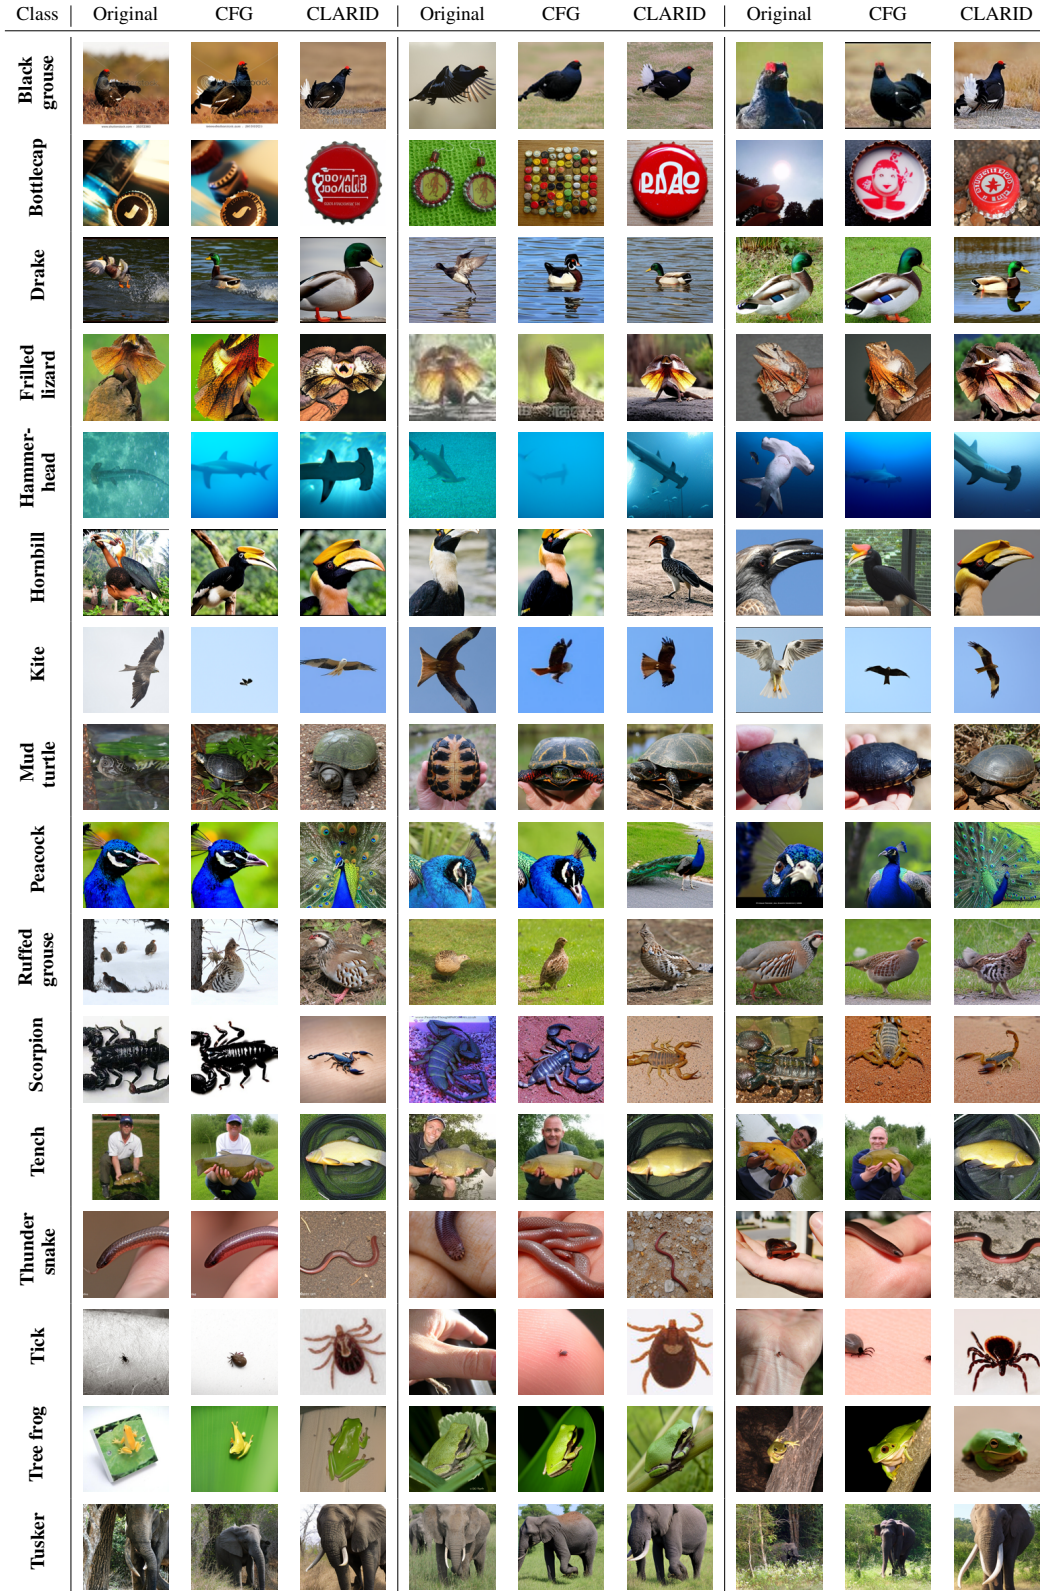 Class Original CFG CLARID Original CFG CLARID Original CFG CLARID
Black
grouse
Bottlecap
Drake
Frilled
lizard
Hammer-
head
Hornbill
Kite
Mud
turtle
Peacock
Ruffed
grouse
Scorpion
Tench
Thunder
snake
Tick
Tree frog
Tusker